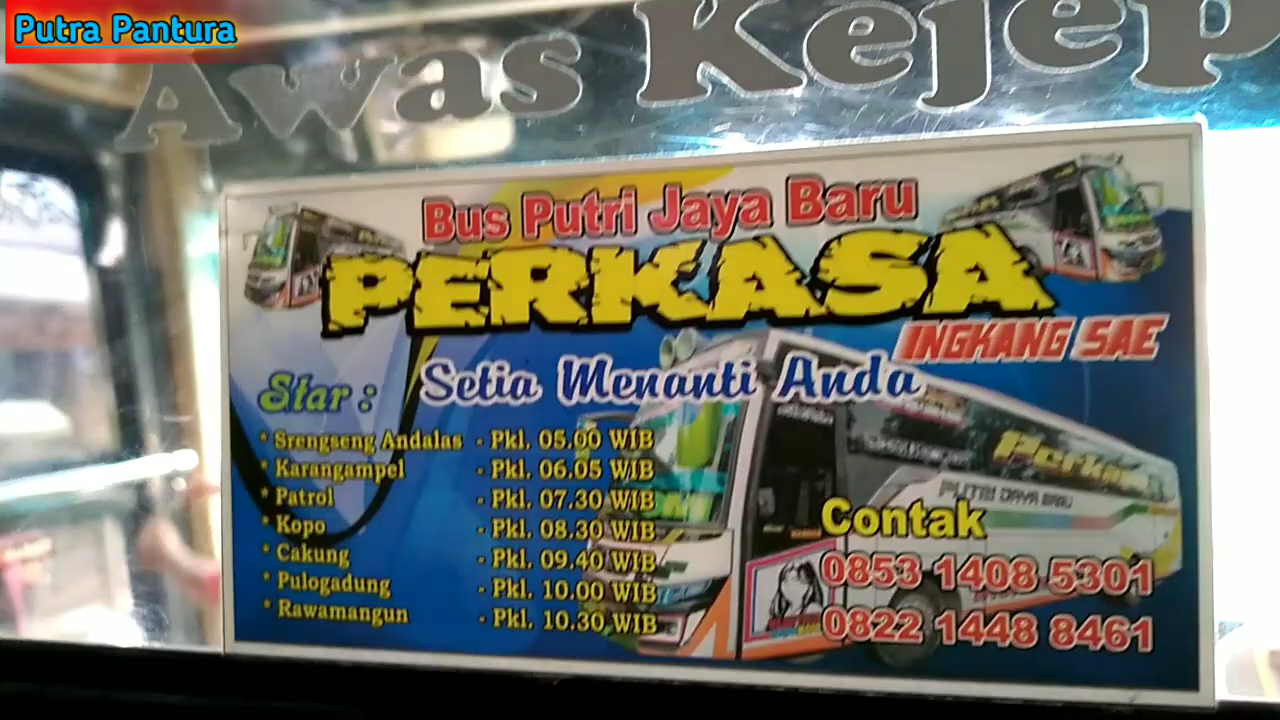 Putra Pantura
Awas Kejep
Bus Putri Jaya Baru
PERKASA
INGKANG SAE
Setia Menanti Anda
Star :
* Srengseng Andalas - Pkl. 05.00 WIB
* Karangampel - Pkl. 06.05 WIB
* Patrol - Pkl. 07.30 WIB
* Kopo - Pkl. 08.30 WIB
* Cakung - Pkl. 09.40 WIB
* Pulogadung - Pkl. 10.00 WIB
* Rawamangun - Pkl. 10.30 WIB
Perkasa
PUTRI JAYA BARU
Contak
0853 1408 5301
0822 1448 8461